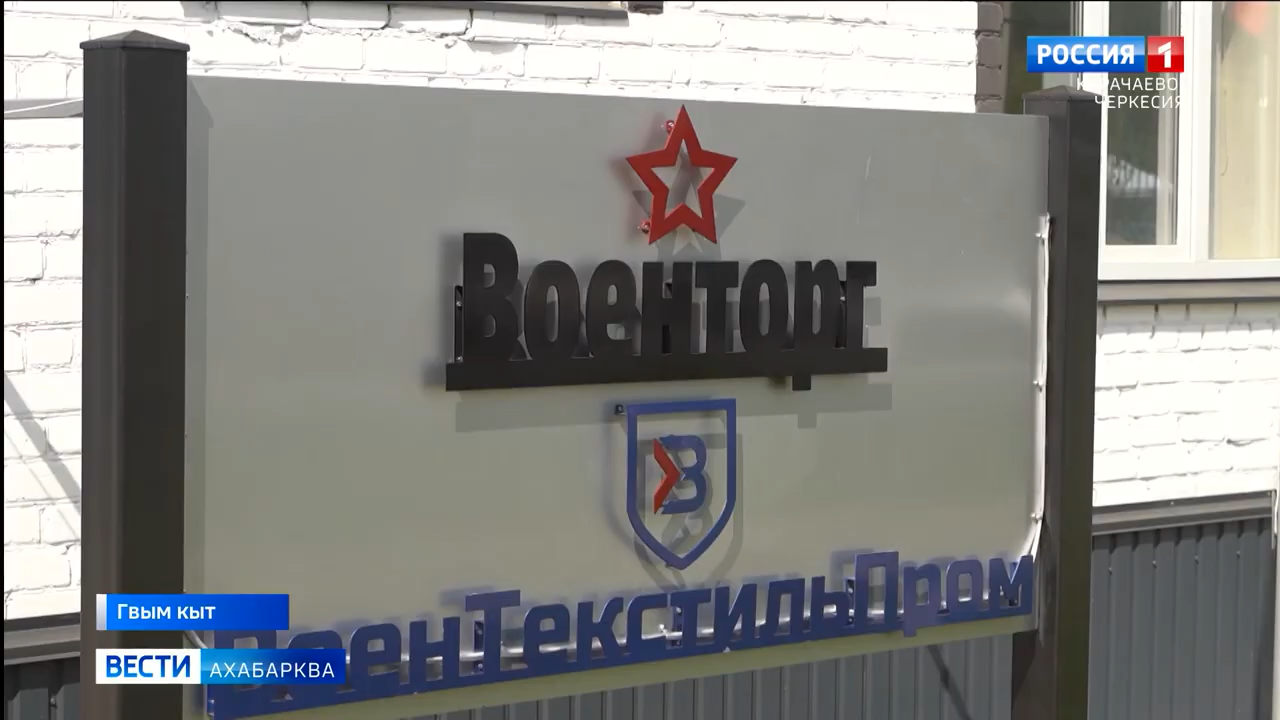 РОССИЯ 1
КАРАЧАЕВО
ЧЕРКЕСИЯ
Военторг
В
ВоенТекстильПром
Гвым кыт
ВЕСТИ АХАБАРКВА